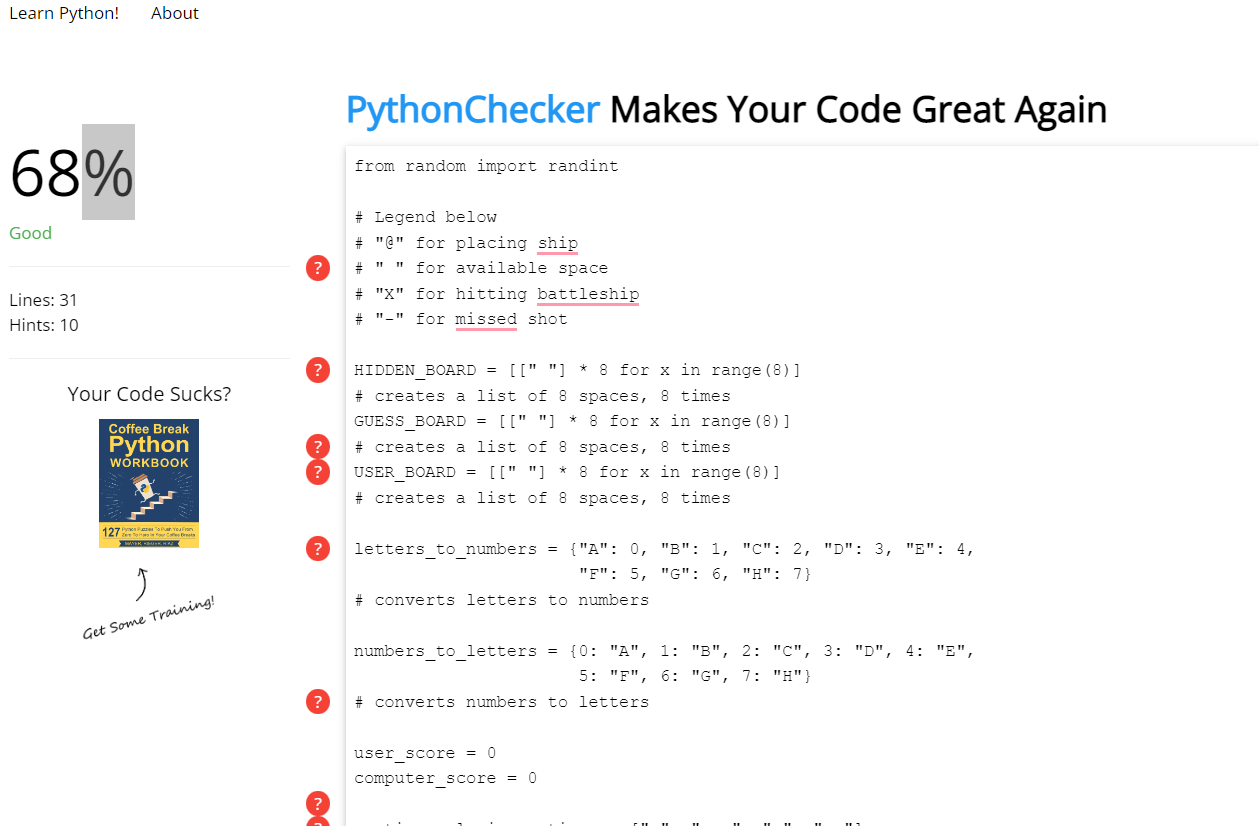 Learn Python! About
PythonChecker Makes Your Code Great Again
68%
Good
Lines: 31
Hints: 10
Your Code Sucks?
Coffee Break
Python
WORKBOOK
127 Python Puzzles To Push You From
Zero To Hero In Your Coffee Breaks
Get Some Training!
from random import randint
# Legend below
# "@" for placing ship
? # " " for available space
# "X" for hitting battleship
# "-" for missed shot
? HIDDEN_BOARD = [[" "] * 8 for x in range(8)]
# creates a list of 8 spaces, 8 times
GUESS_BOARD = [[" "] * 8 for x in range(8)]
? # creates a list of 8 spaces, 8 times
? USER_BOARD = [[" "] * 8 for x in range(8)]
# creates a list of 8 spaces, 8 times
? letters_to_numbers = {"A": 0, "B": 1, "C": 2, "D": 3, "E": 4,
"F": 5, "G": 6, "H": 7}
# converts letters to numbers
numbers_to_letters = {0: "A", 1: "B", 2: "C", 3: "D", 4: "E",
5: "F", 6: "G", 7: "H"}
? # converts numbers to letters
user_score = 0
computer_score = 0
?